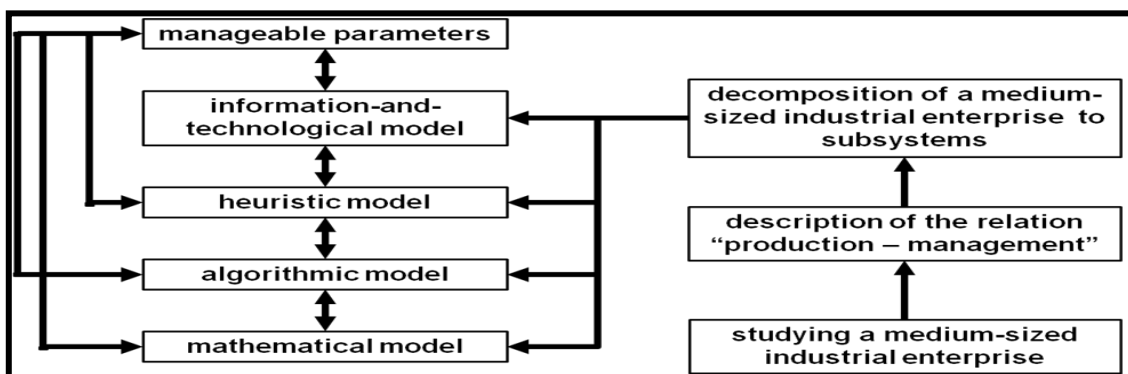 manageable parameters
information-and-
technological model
heuristic model
algorithmic model
mathematical model
decomposition of a medium-
sized industrial enterprise to
subsystems
description of the relation
“production – management”
studying a medium-sized
industrial enterprise